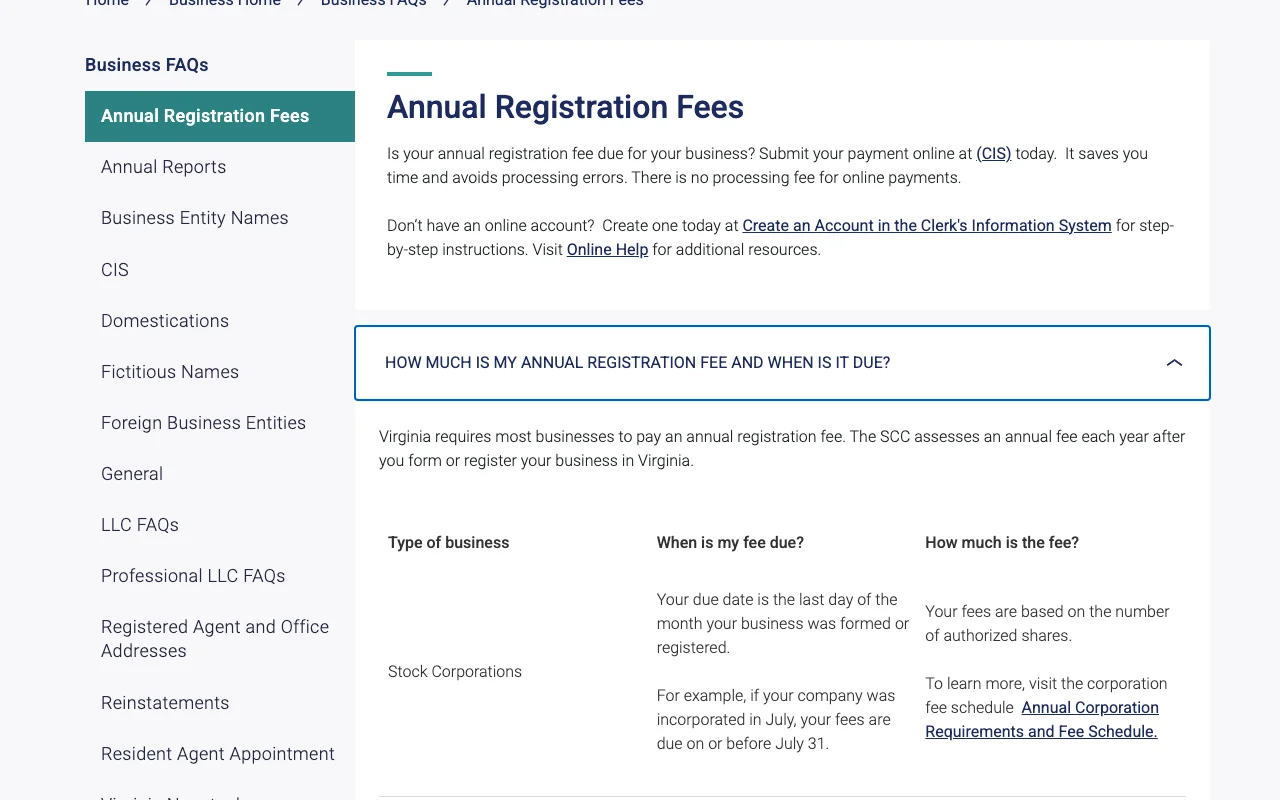 Home / Business Home / Business FAQs / Annual Registration Fees
Business FAQs
Annual Registration Fees
Annual Reports
Business Entity Names
CIS
Domestications
Fictitious Names
Foreign Business Entities
General
LLC FAQs
Professional LLC FAQs
Registered Agent and Office
Addresses
Reinstatements
Resident Agent Appointment
Annual Registration Fees
Is your annual registration fee due for your business? Submit your payment online at (CIS) today.  It saves you
time and avoids processing errors. There is no processing fee for online payments.
Don’t have an online account?  Create one today at Create an Account in the Clerk's Information System for step-
by-step instructions. Visit Online Help for additional resources.
HOW MUCH IS MY ANNUAL REGISTRATION FEE AND WHEN IS IT DUE?
Virginia requires most businesses to pay an annual registration fee. The SCC assesses an annual fee each year after
you form or register your business in Virginia.
Type of business
When is my fee due?
How much is the fee?
Stock Corporations
Your due date is the last day of the
month your business was formed or
registered.
For example, if your company was
incorporated in July, your fees are
due on or before July 31.
Your fees are based on the number
of authorized shares.
To learn more, visit the corporation
fee schedule  Annual Corporation
Requirements and Fee Schedule.